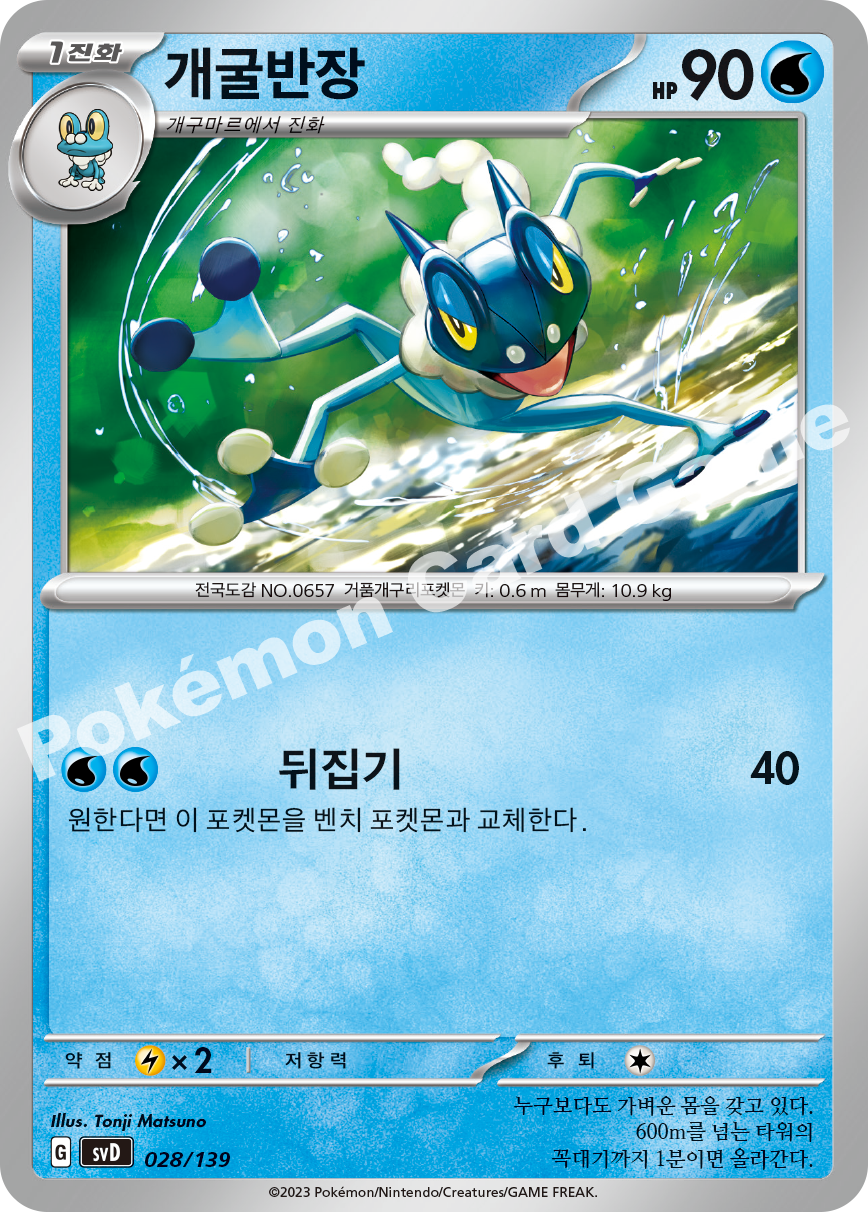 1진화
개굴반장
HP 90
개구마르에서 진화
전국도감 NO.0657 거품개구리포켓몬 키: 0.6 m 몸무게: 10.9 kg
Pokémon Card Game
뒤집기 40
원한다면 이 포켓몬을 벤치 포켓몬과 교체한다.
약점 ×2 저항력 후퇴
Illus. Tonji Matsuno
G svD 028/139
누구보다도 가벼운 몸을 갖고 있다.
600m를 넘는 타워의
꼭대기까지 1분이면 올라간다.
©2023 Pokémon/Nintendo/Creatures/GAME FREAK.